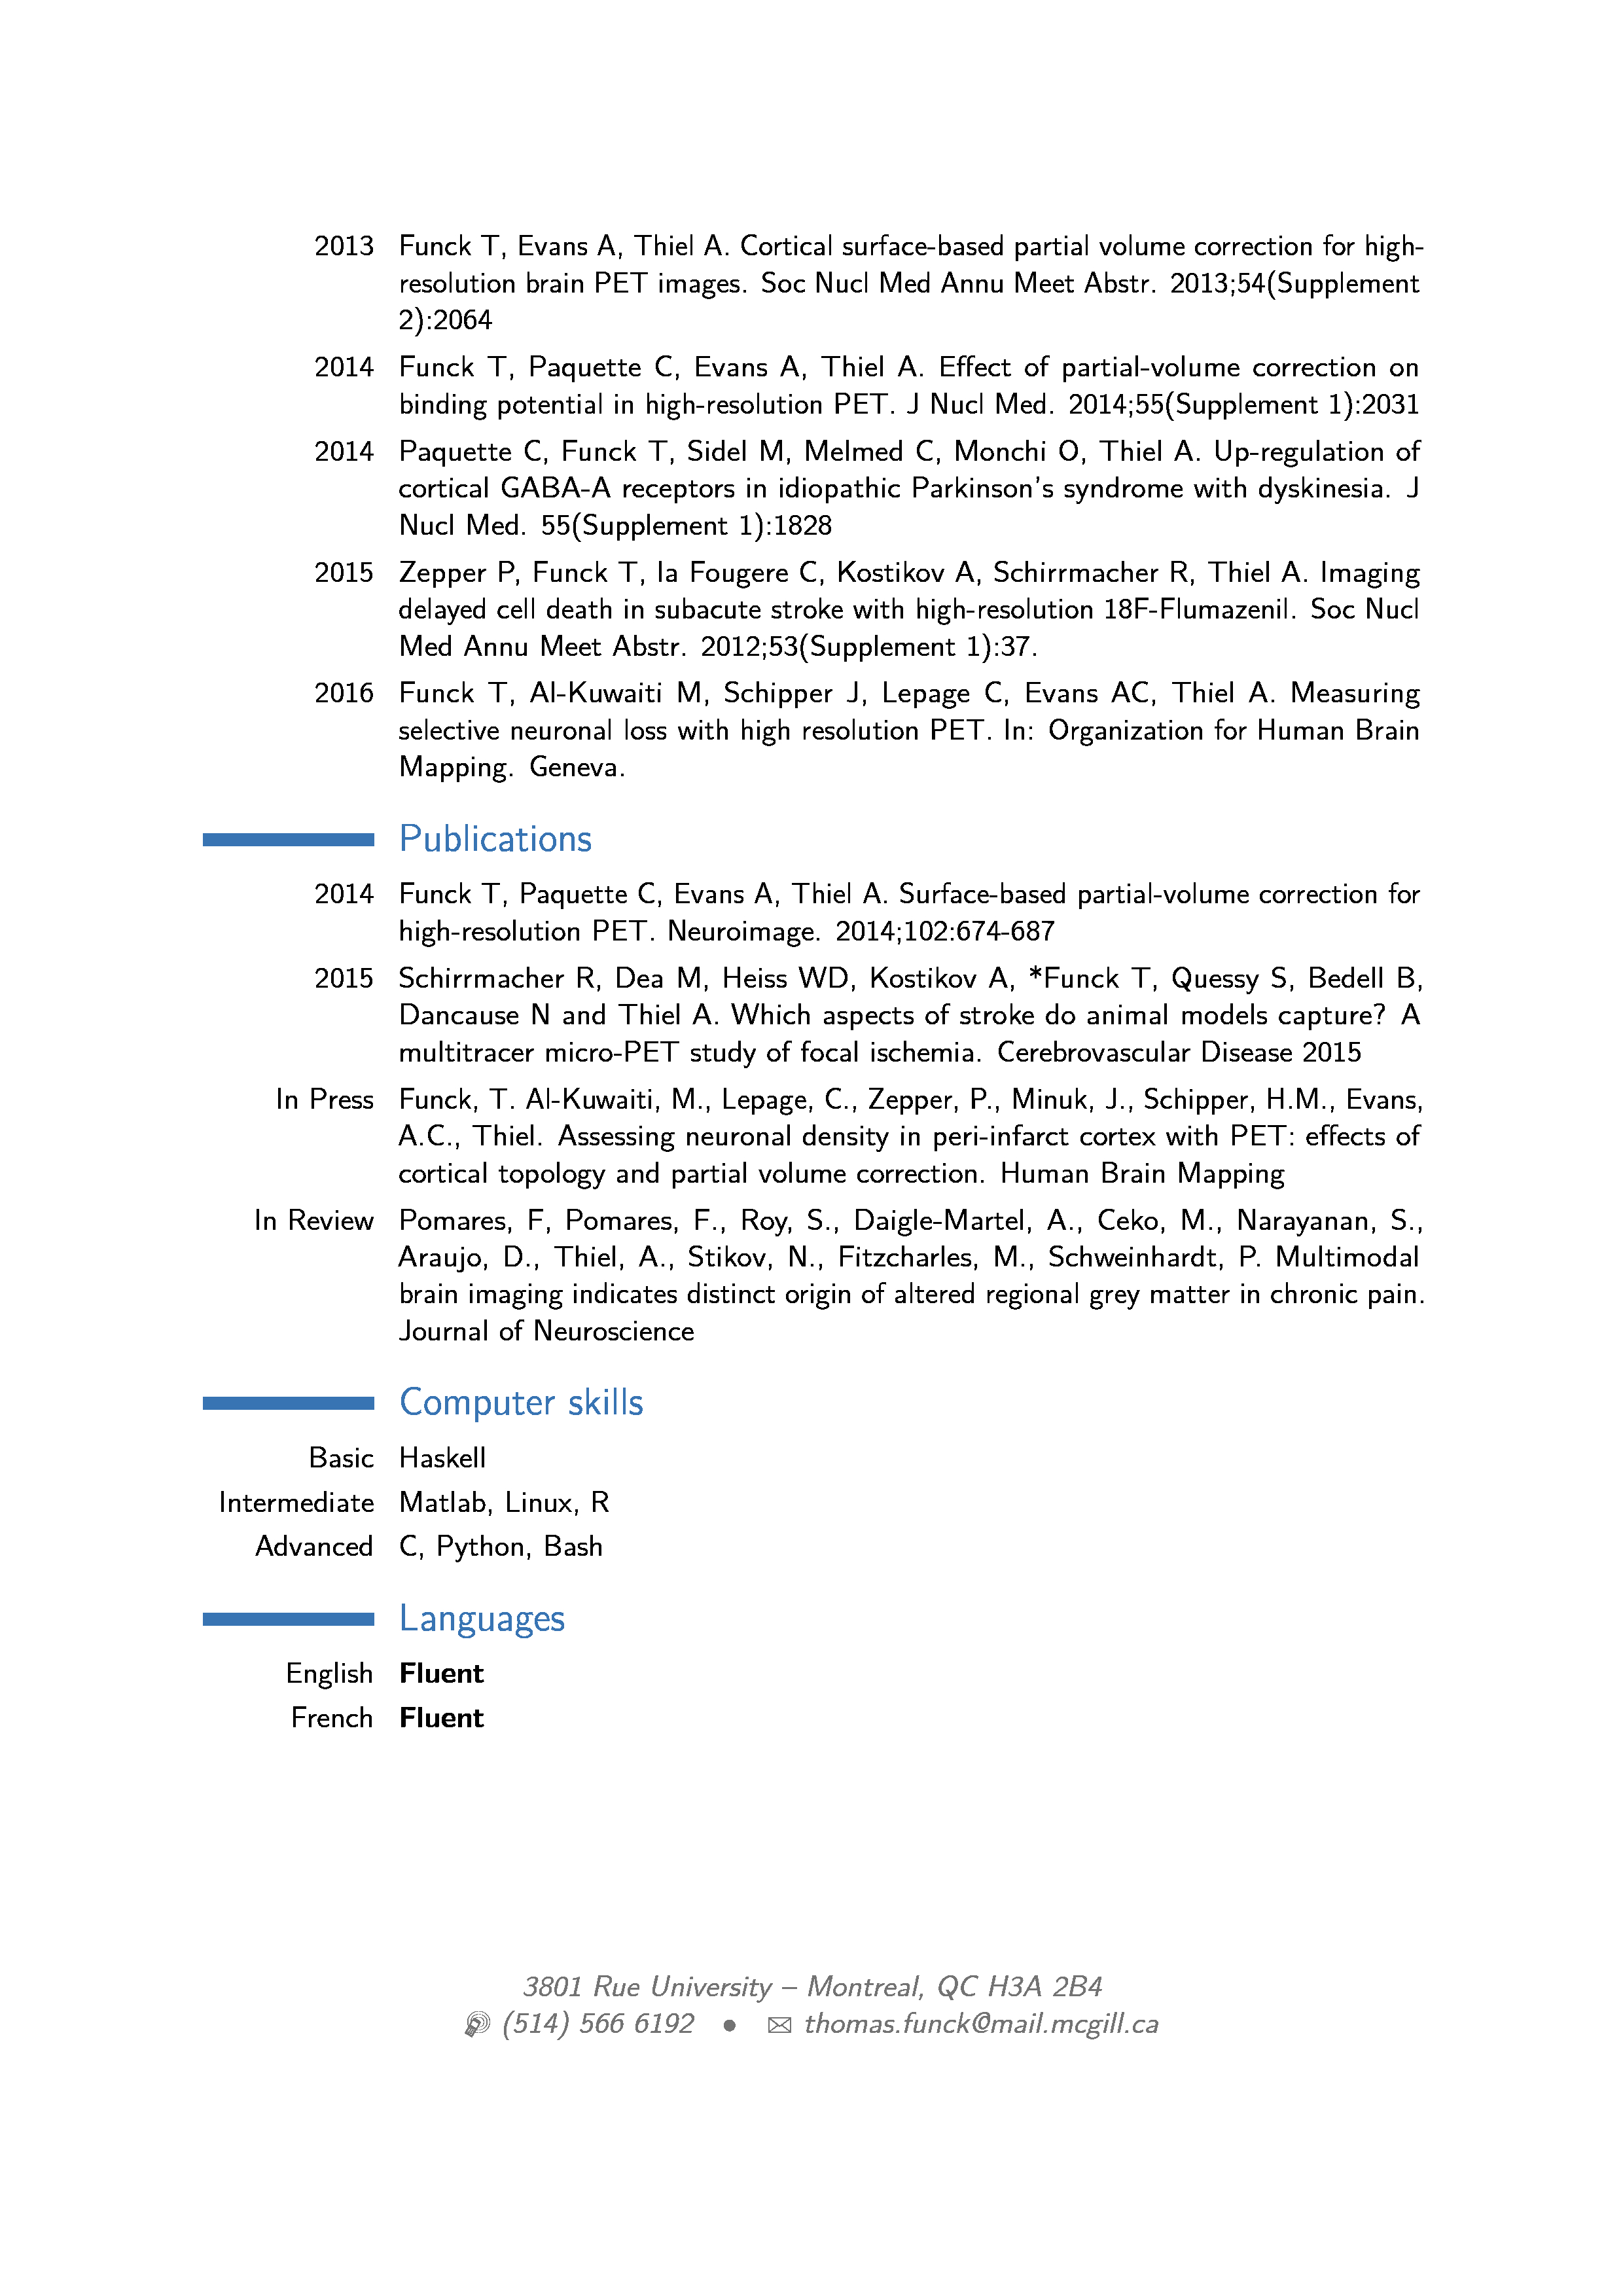 2013 Funck T, Evans A, Thiel A. Cortical surface-based partial volume correction for high-
resolution brain PET images. Soc Nucl Med Annu Meet Abstr. 2013;54(Supplement
2):2064
2014 Funck T, Paquette C, Evans A, Thiel A. Effect of partial-volume correction on
binding potential in high-resolution PET. J Nucl Med. 2014;55(Supplement 1):2031
2014 Paquette C, Funck T, Sidel M, Melmed C, Monchi O, Thiel A. Up-regulation of
cortical GABA-A receptors in idiopathic Parkinson's syndrome with dyskinesia. J
Nucl Med. 55(Supplement 1):1828
2015 Zepper P, Funck T, la Fougere C, Kostikov A, Schirrmacher R, Thiel A. Imaging
delayed cell death in subacute stroke with high-resolution 18F-Flumazenil. Soc Nucl
Med Annu Meet Abstr. 2012;53(Supplement 1):37.
2016 Funck T, Al-Kuwaiti M, Schipper J, Lepage C, Evans AC, Thiel A. Measuring
selective neuronal loss with high resolution PET. In: Organization for Human Brain
Mapping. Geneva.
Publications
2014 Funck T, Paquette C, Evans A, Thiel A. Surface-based partial-volume correction for
high-resolution PET. Neuroimage. 2014;102:674-687
2015 Schirrmacher R, Dea M, Heiss WD, Kostikov A, *Funck T, Quessy S, Bedell B,
Dancause N and Thiel A. Which aspects of stroke do animal models capture? A
multitracer micro-PET study of focal ischemia. Cerebrovascular Disease 2015
In Press Funck, T. Al-Kuwaiti, M., Lepage, C., Zepper, P., Minuk, J., Schipper, H.M., Evans,
A.C., Thiel. Assessing neuronal density in peri-infarct cortex with PET: effects of
cortical topology and partial volume correction. Human Brain Mapping
In Review Pomares, F, Pomares, F., Roy, S., Daigle-Martel, A., Ceko, M., Narayanan, S.,
Araujo, D., Thiel, A., Stikov, N., Fitzcharles, M., Schweinhardt, P. Multimodal
brain imaging indicates distinct origin of altered regional grey matter in chronic pain.
Journal of Neuroscience
Computer skills
Basic Haskell
Intermediate Matlab, Linux, R
Advanced C, Python, Bash
Languages
English Fluent
French Fluent
3801 Rue University – Montreal, QC H3A 2B4
(514) 566 6192 • thomas.funck@mail.mcgill.ca